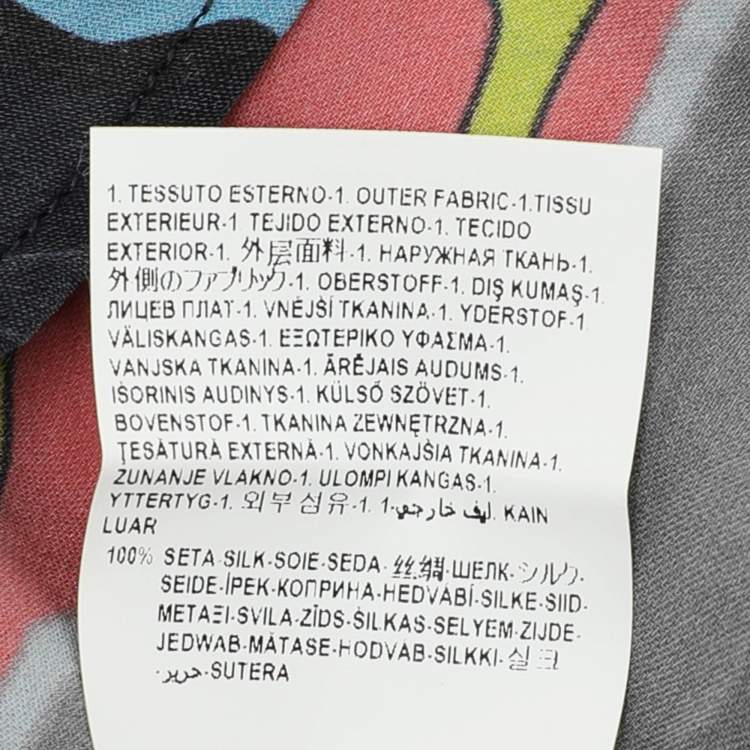 1. TESSUTO ESTERNO-1. OUTER FABRIC-1.TISSU
EXTERIEUR-1 TEJIDO EXTERNO-1. TECIDO
EXTERIOR-1. 外层面料-1. НАРУЖНАЯ ТКАНЬ-1.
外側のファブリック-1. OBERSTOFF-1. DIŞ KUMAŞ-1.
ЛИЦЕВ ПЛАТ-1. VNĚJŠÍ TKANINA-1. YDERSTOF-1.
VÄLISKANGAS-1. ΕΞΩΤΕΡΙΚΟ ΥΦΑΣΜΑ-1.
VANJSKA TKANINA-1. ĀRĒJAIS AUDUMS-1.
IŠORINIS AUDINYS-1. KÜLSŐ SZÖVET-1.
BOVENSTOF-1. TKANINA ZEWNĘTRZNA-1.
ŢESĂTURĂ EXTERNĂ-1. VONKAJŠIA TKANINA-1.
ZUNANJE VLAKNO-1. ULOMPI KANGAS-1.
YTTERTYG-1. 외부 섬유-1. ليف خارجي-1. 1. KAIN
LUAR
100% SETA-SILK-SOIE-SEDA-丝绸-ШЕЛК-シルク-
SEIDE-İPEK-КОПРИНА-HEDVÁBÍ-SILKE-SIID-
ΜΕΤΑΞΙ-SVILA-ZĪDS-ŠILKAS-SELYEM-ZIJDE-
JEDWAB-MĂTASE-HODVÁB-SILKKI-실크
-حرير-SUTERA